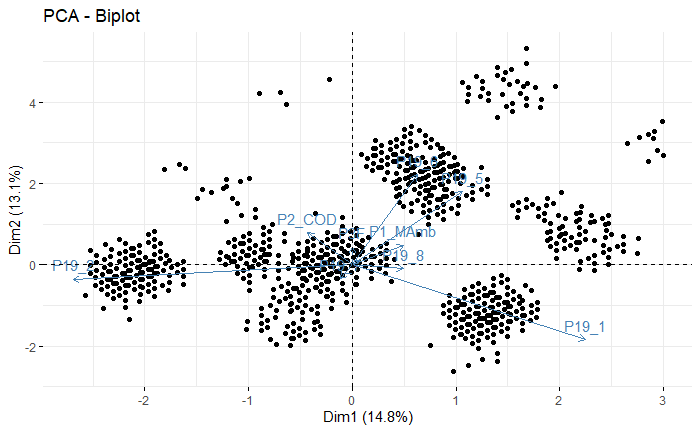 PCA - Biplot
4
2
0
-2
Dim2 (13.1%)
P19_5
P2_COD
P1_MAmb
P19_8
P19_1
-2
-1
0
1
2
3
Dim1 (14.8%)